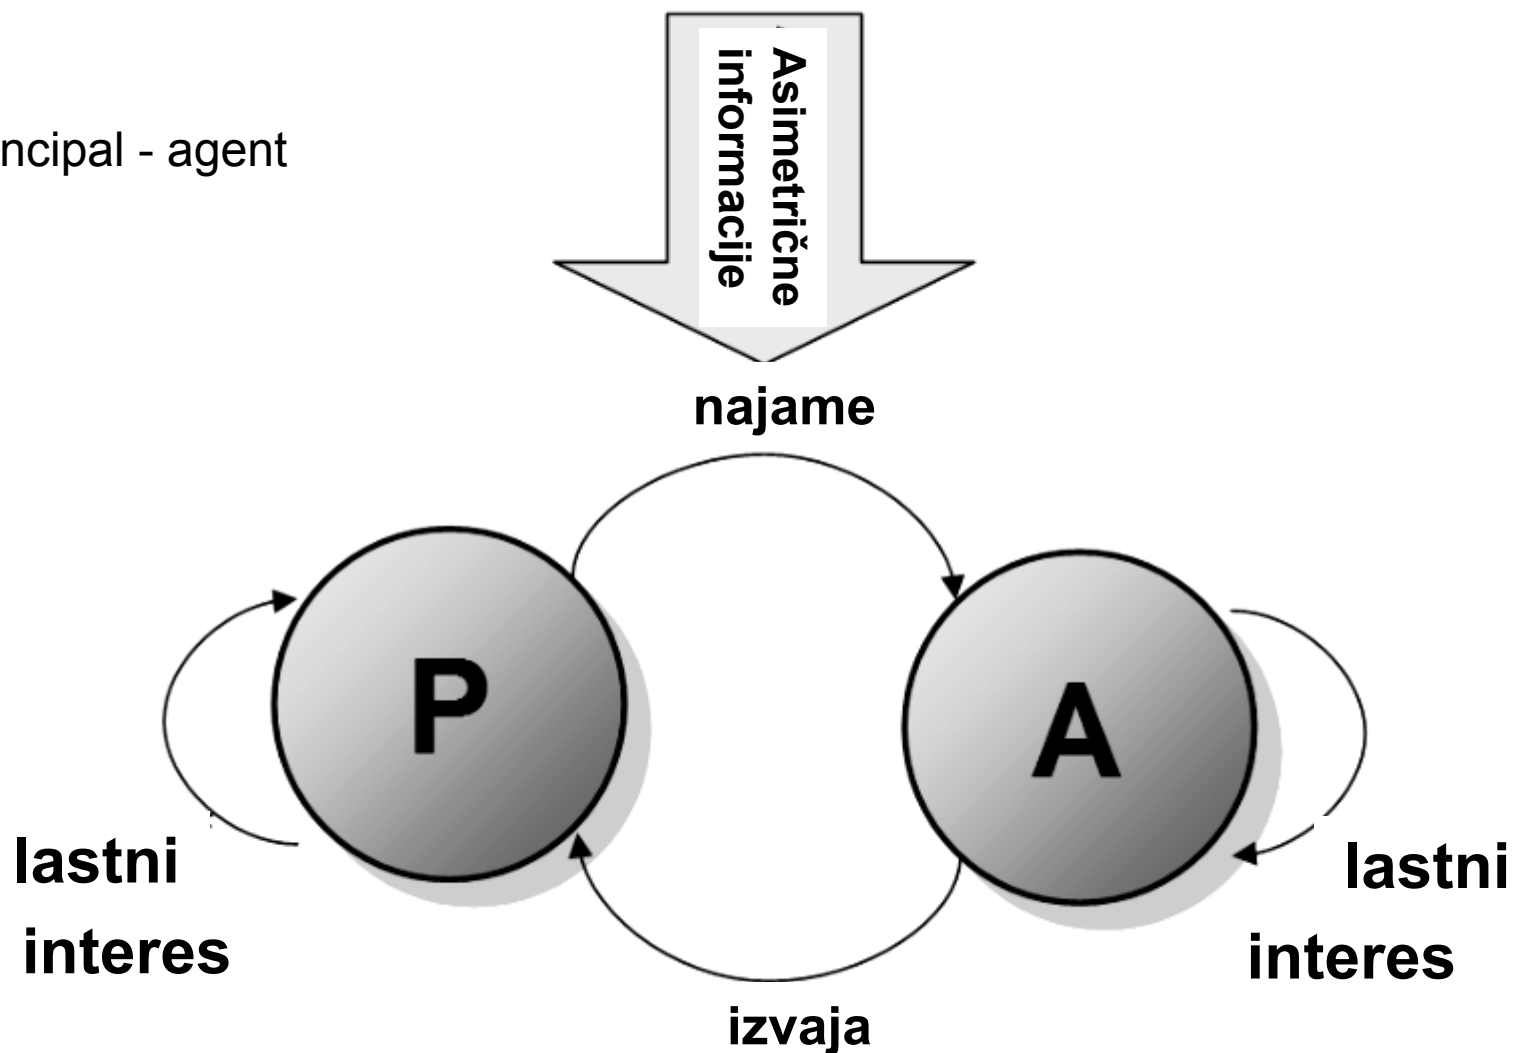 Asimetrične
informacije
ncipal - agent
najame
P
A
lastni
interes
lastni
interes
izvaja